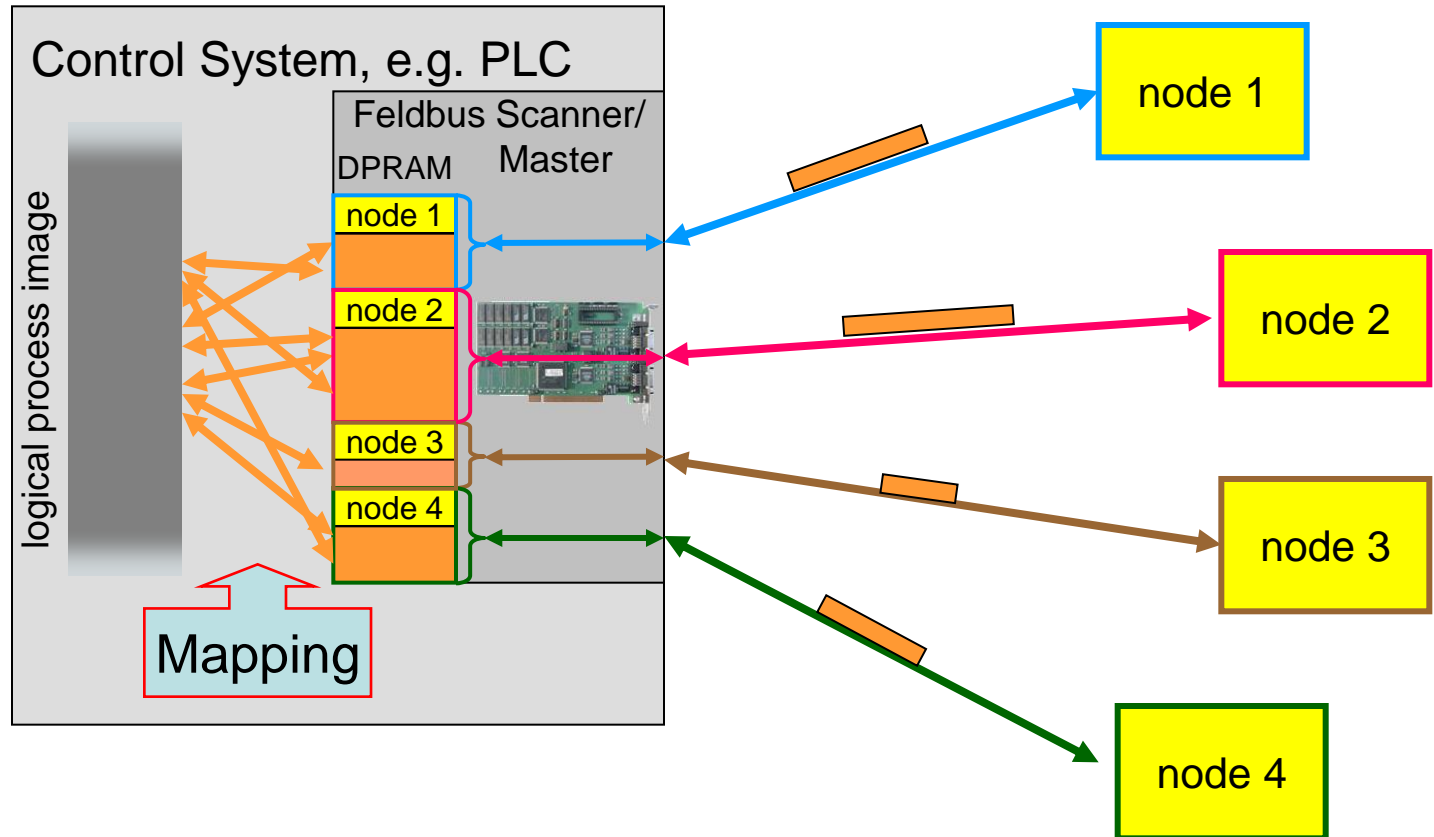 Control System, e.g. PLC
Feldbus Scanner/
Master
DPRAM
logical process image
node 1
node 2
node 3
node 4
Mapping
node 1
node 2
node 3
node 4